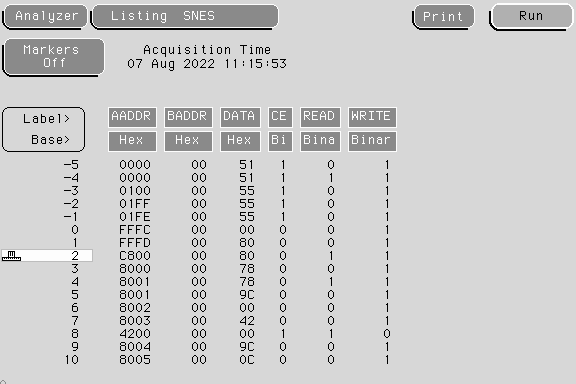 Analyzer Listing SNES Print Run
Markers Off Acquisition Time
07 Aug 2022 11:15:53
Label> AADDR BADDR DATA CE READ WRITE
Base> Hex Hex Hex Bi Bina Binar
-5 0000 00 51 1 0 1
-4 0000 00 51 1 1 1
-3 0100 00 55 1 0 1
-2 01FF 00 55 1 0 1
-1 01FE 00 55 1 0 1
0 FFFC 00 00 0 0 1
1 FFFD 00 80 0 0 1
2 C800 00 80 0 1 1
3 8000 00 78 0 0 1
4 8001 00 78 0 1 1
5 8001 00 9C 0 0 1
6 8002 00 00 0 0 1
7 8003 00 42 0 0 1
8 4200 00 00 1 1 0
9 8004 00 9C 0 0 1
10 8005 00 0C 0 0 1